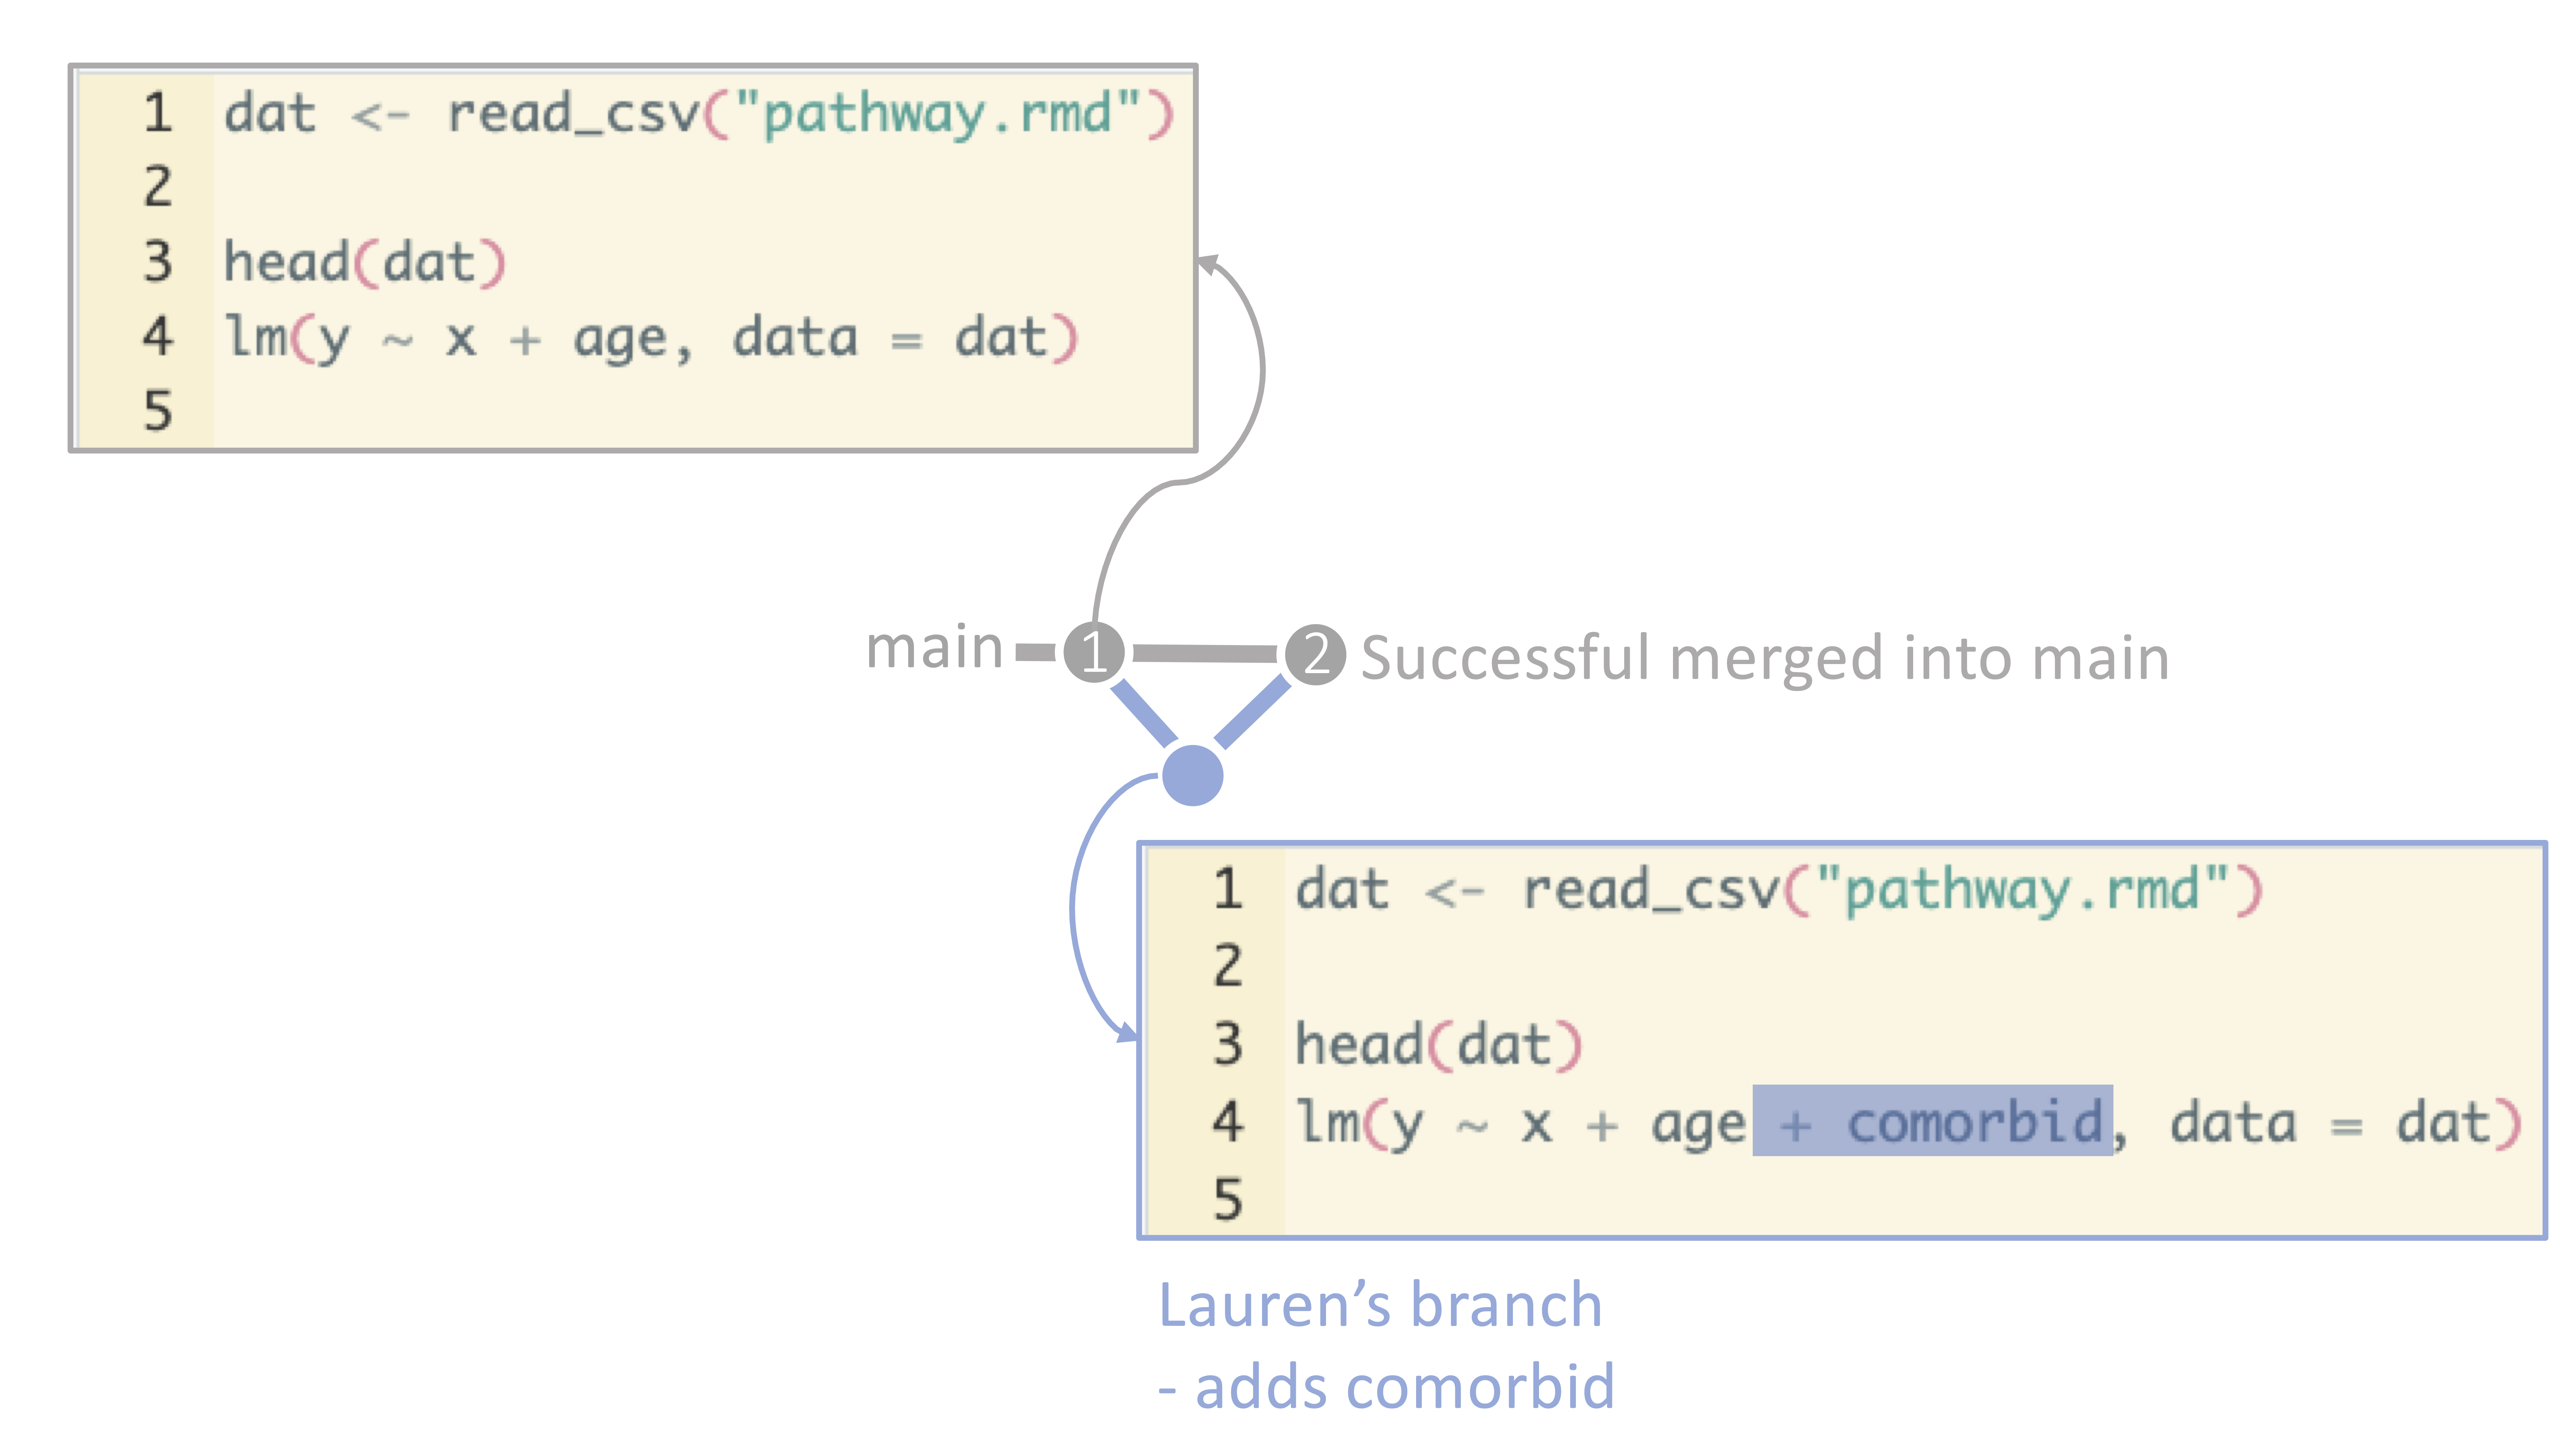 1 dat <- read_csv("pathway.rmd")
2
3 head(dat)
4 lm(y ~ x + age, data = dat)
5
main 1 2 Successful merged into main
1 dat <- read_csv("pathway.rmd")
2
3 head(dat)
4 lm(y ~ x + age + comorbid, data = dat)
5
Lauren’s branch
- adds comorbid